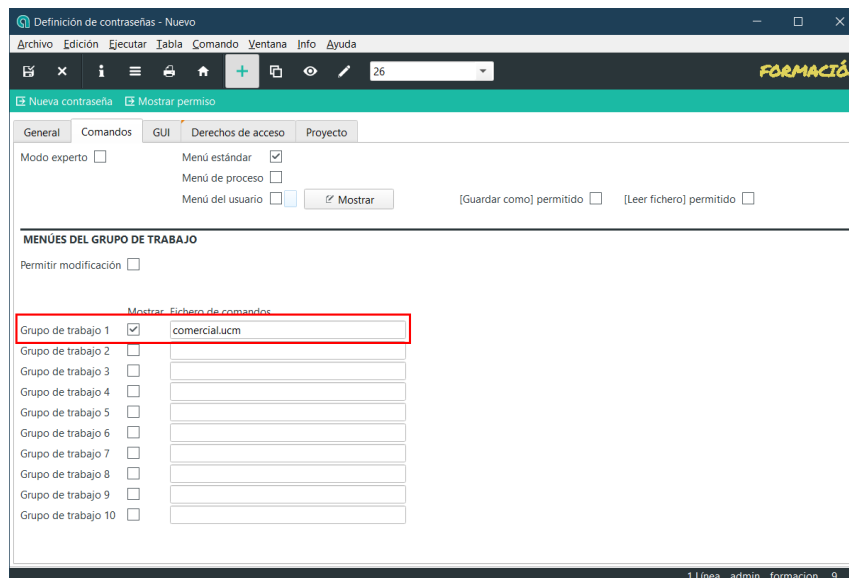 Definición de contraseñas - Nuevo
Archivo Edición Ejecutar Tabla Comando Ventana Info Ayuda
26
FORMACIÓ
Nueva contraseña Mostrar permiso
General Comandos GUI Derechos de acceso Proyecto
Modo experto Menú estándar
Menú de proceso
Menú del usuario Mostrar [Guardar como] permitido [Leer fichero] permitido
MENÚES DEL GRUPO DE TRABAJO
Permitir modificación
Mostrar Fichero de comandos
Grupo de trabajo 1 comercial.ucm
Grupo de trabajo 2
Grupo de trabajo 3
Grupo de trabajo 4
Grupo de trabajo 5
Grupo de trabajo 6
Grupo de trabajo 7
Grupo de trabajo 8
Grupo de trabajo 9
Grupo de trabajo 10
1 Línea admin formacion 9